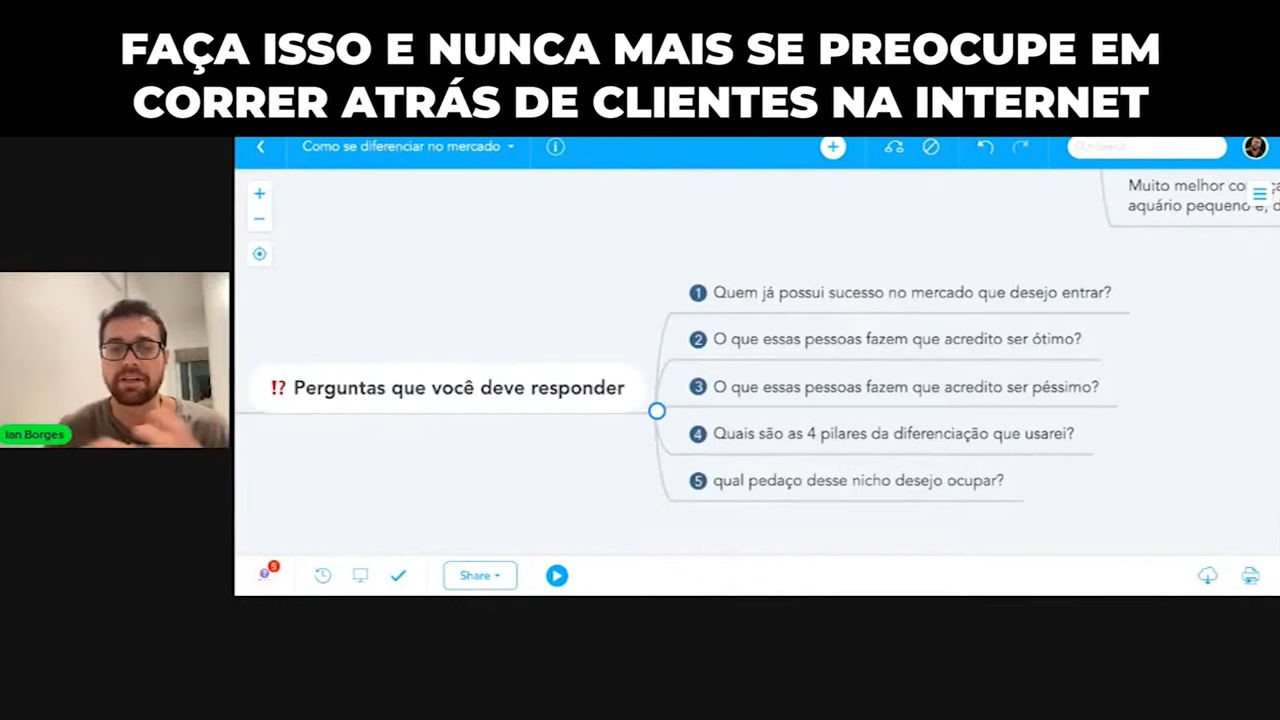 FAÇA ISSO E NUNCA MAIS SE PREOCUPE EM
CORRER ATRÁS DE CLIENTES NA INTERNET
Como se diferenciar no mercado
Search
Muito melhor
aquário pequeno e, d
1 Quem já possui sucesso no mercado que desejo entrar?
2 O que essas pessoas fazem que acredito ser ótimo?
!? Perguntas que você deve responder
3 O que essas pessoas fazem que acredito ser péssimo?
4 Quais são as 4 pilares da diferenciação que usarei?
5 qual pedaço desse nicho desejo ocupar?
Ian Borges
5
Share